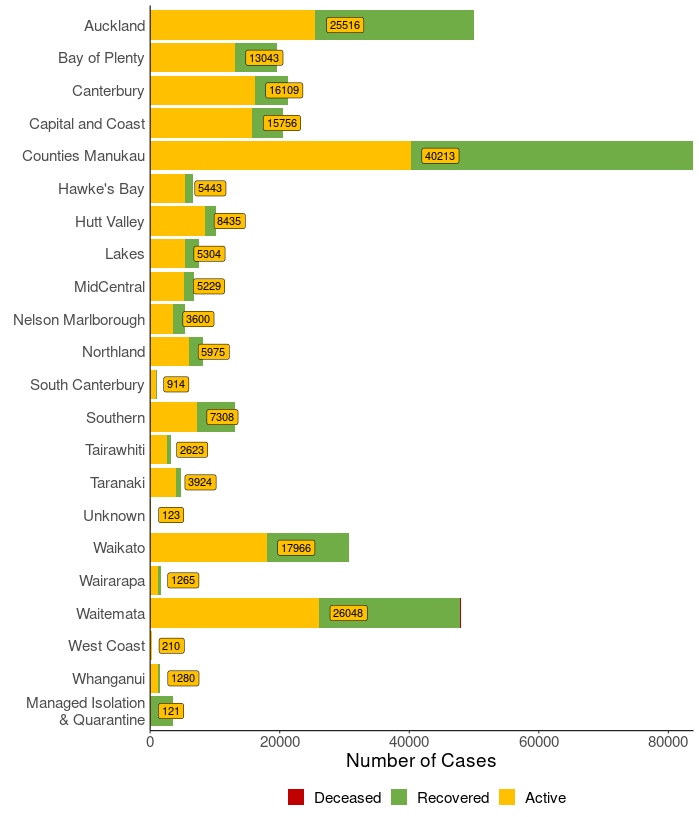 Auckland 25516
Bay of Plenty 13043
Canterbury 16109
Capital and Coast 15756
Counties Manukau 40213
Hawke's Bay 5443
Hutt Valley 8435
Lakes 5304
MidCentral 5229
Nelson Marlborough 3600
Northland 5975
South Canterbury 914
Southern 7308
Tairawhiti 2623
Taranaki 3924
Unknown 123
Waikato 17966
Wairarapa 1265
Waitemata 26048
West Coast 210
Whanganui 1280
Managed Isolation
& Quarantine 121
0 20000 40000 60000 80000
Number of Cases
Deceased Recovered Active